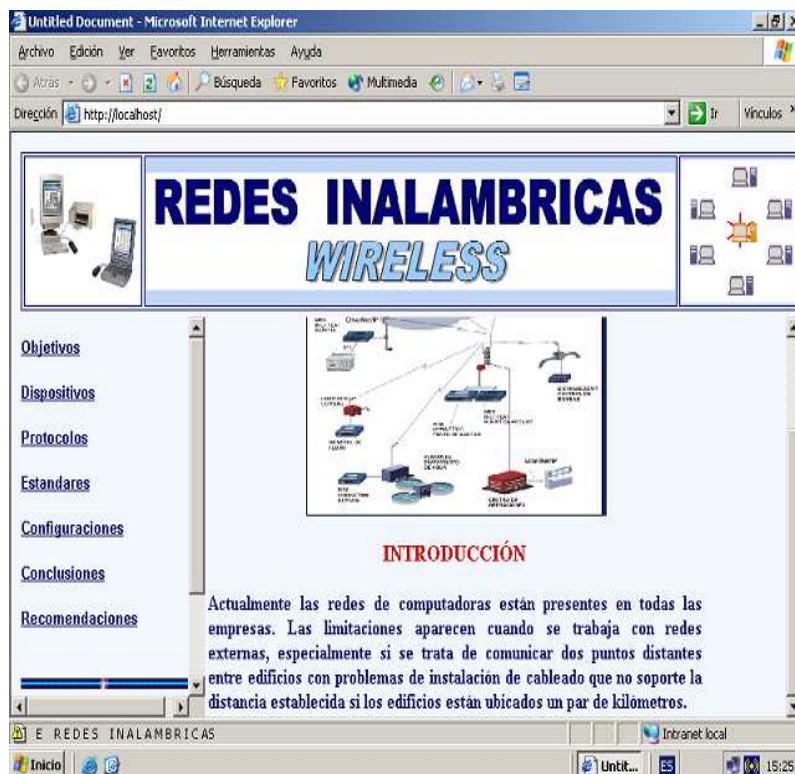 Untitled Document - Microsoft Internet Explorer
Archivo Edición Ver Favoritos Herramientas Ayuda
Atrás Búsqueda Favoritos Multimedia
Dirección http://localhost/ Ir Vínculos »
REDES INALAMBRICAS
WIRELESS
Objetivos
Dispositivos
Protocolos
Estandares
Configuraciones
Conclusiones
Recomendaciones
INTRODUCCIÓN
Actualmente las redes de computadoras están presentes en todas las
empresas. Las limitaciones aparecen cuando se trabaja con redes
externas, especialmente si se trata de comunicar dos puntos distantes
entre edificios con problemas de instalación de cableado que no soporte la
distancia establecida si los edificios están ubicados un par de kilómetros.
E REDES INALAMBRICAS Intranet local
Inicio Untit... ES 15:25